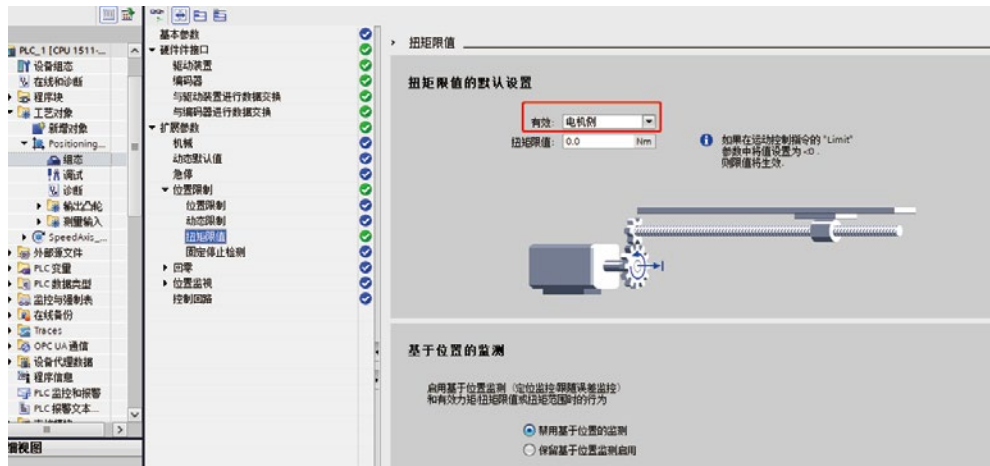 PLC_1 [CPU 1511-...
设备组态
在线和诊断
程序块
工艺对象
新增对象
Positioning...
组态
调试
诊断
输出凸轮
测量输入
SpeedAxis_...
外部源文件
PLC 变量
PLC 数据类型
监控与强制表
在线备份
Traces
OPC UA 通信
设备代理数据
程序信息
PLC 监控和报警
PLC 报警文本...
细视图
基本参数
硬件件接口
驱动装置
编码器
与驱动装置进行数据交换
与编码器进行数据交换
扩展参数
机械
动态默认值
急停
位置限制
位置限制
动态限制
扭矩限值
固定停止检测
回零
位置监视
控制回路
扭矩限值
扭矩限值的默认设置
有效: 电机侧
扭矩限值: 0.0 Nm
如果在运动控制指令的 "Limit"
参数中将值设置为 <0 .
则限值将生效.
基于位置的监测
启用基于位置监测 (定位监控/跟随误差监控)
和有效力矩/扭矩限值或扭矩范围时的行为
禁用基于位置的监测
保留基于位置监测启用